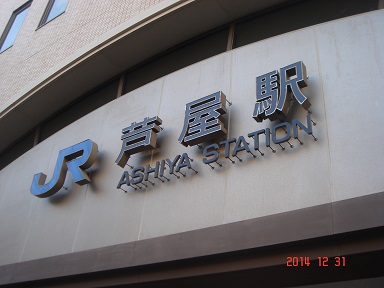 JR 芦屋駅
ASHIYA STATION
2014 12 31